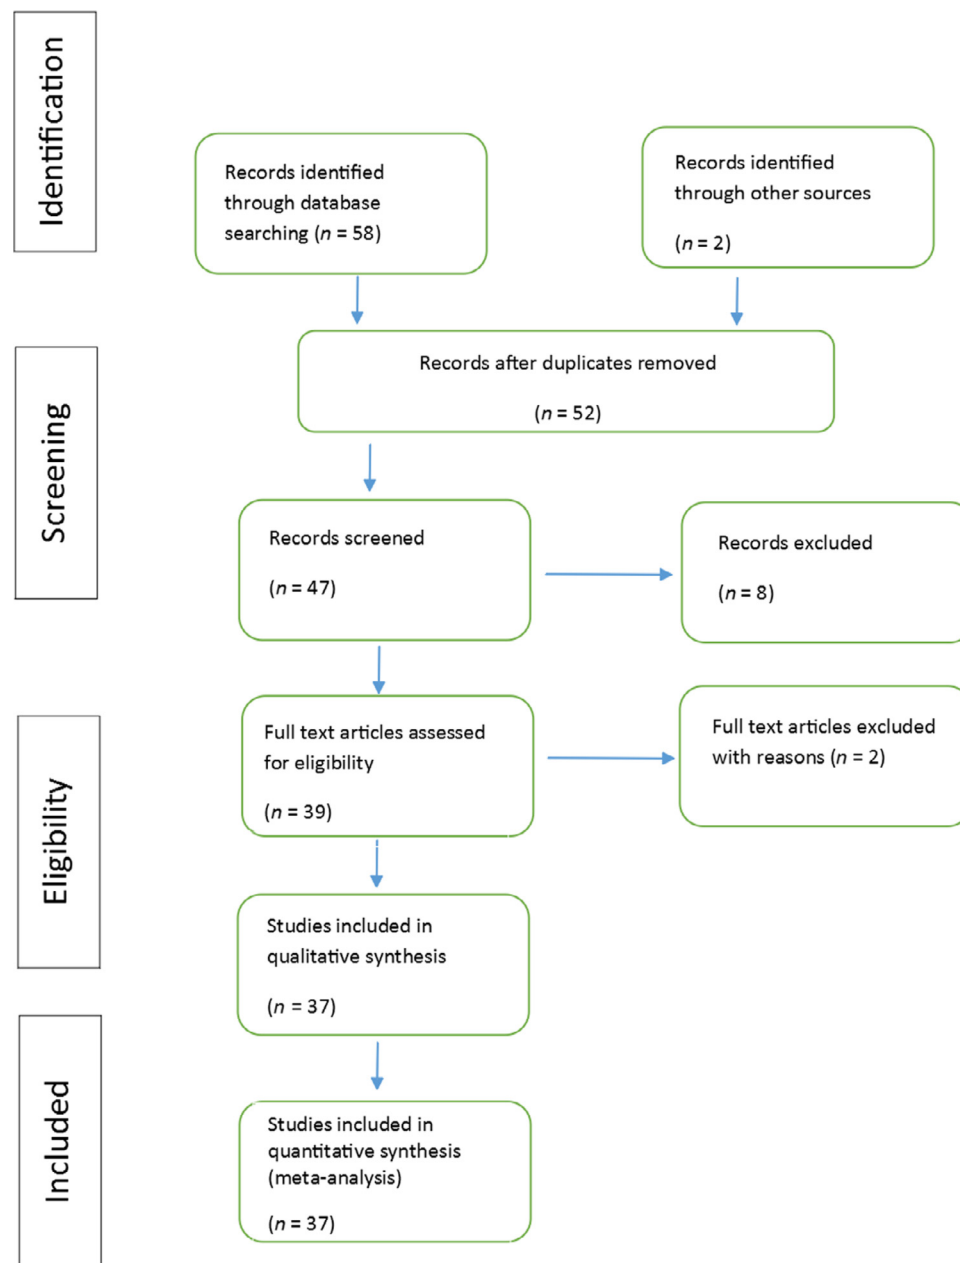 Identification
Records identified
through database
searching (n = 58)
Records identified
through other sources
(n = 2)
Screening
Records after duplicates removed
(n = 52)
Records screened
(n = 47)
Records excluded
(n = 8)
Eligibility
Full text articles assessed
for eligibility
(n = 39)
Full text articles excluded
with reasons (n = 2)
Studies included in
qualitative synthesis
(n = 37)
Included
Studies included in
quantitative synthesis
(meta-analysis)
(n = 37)